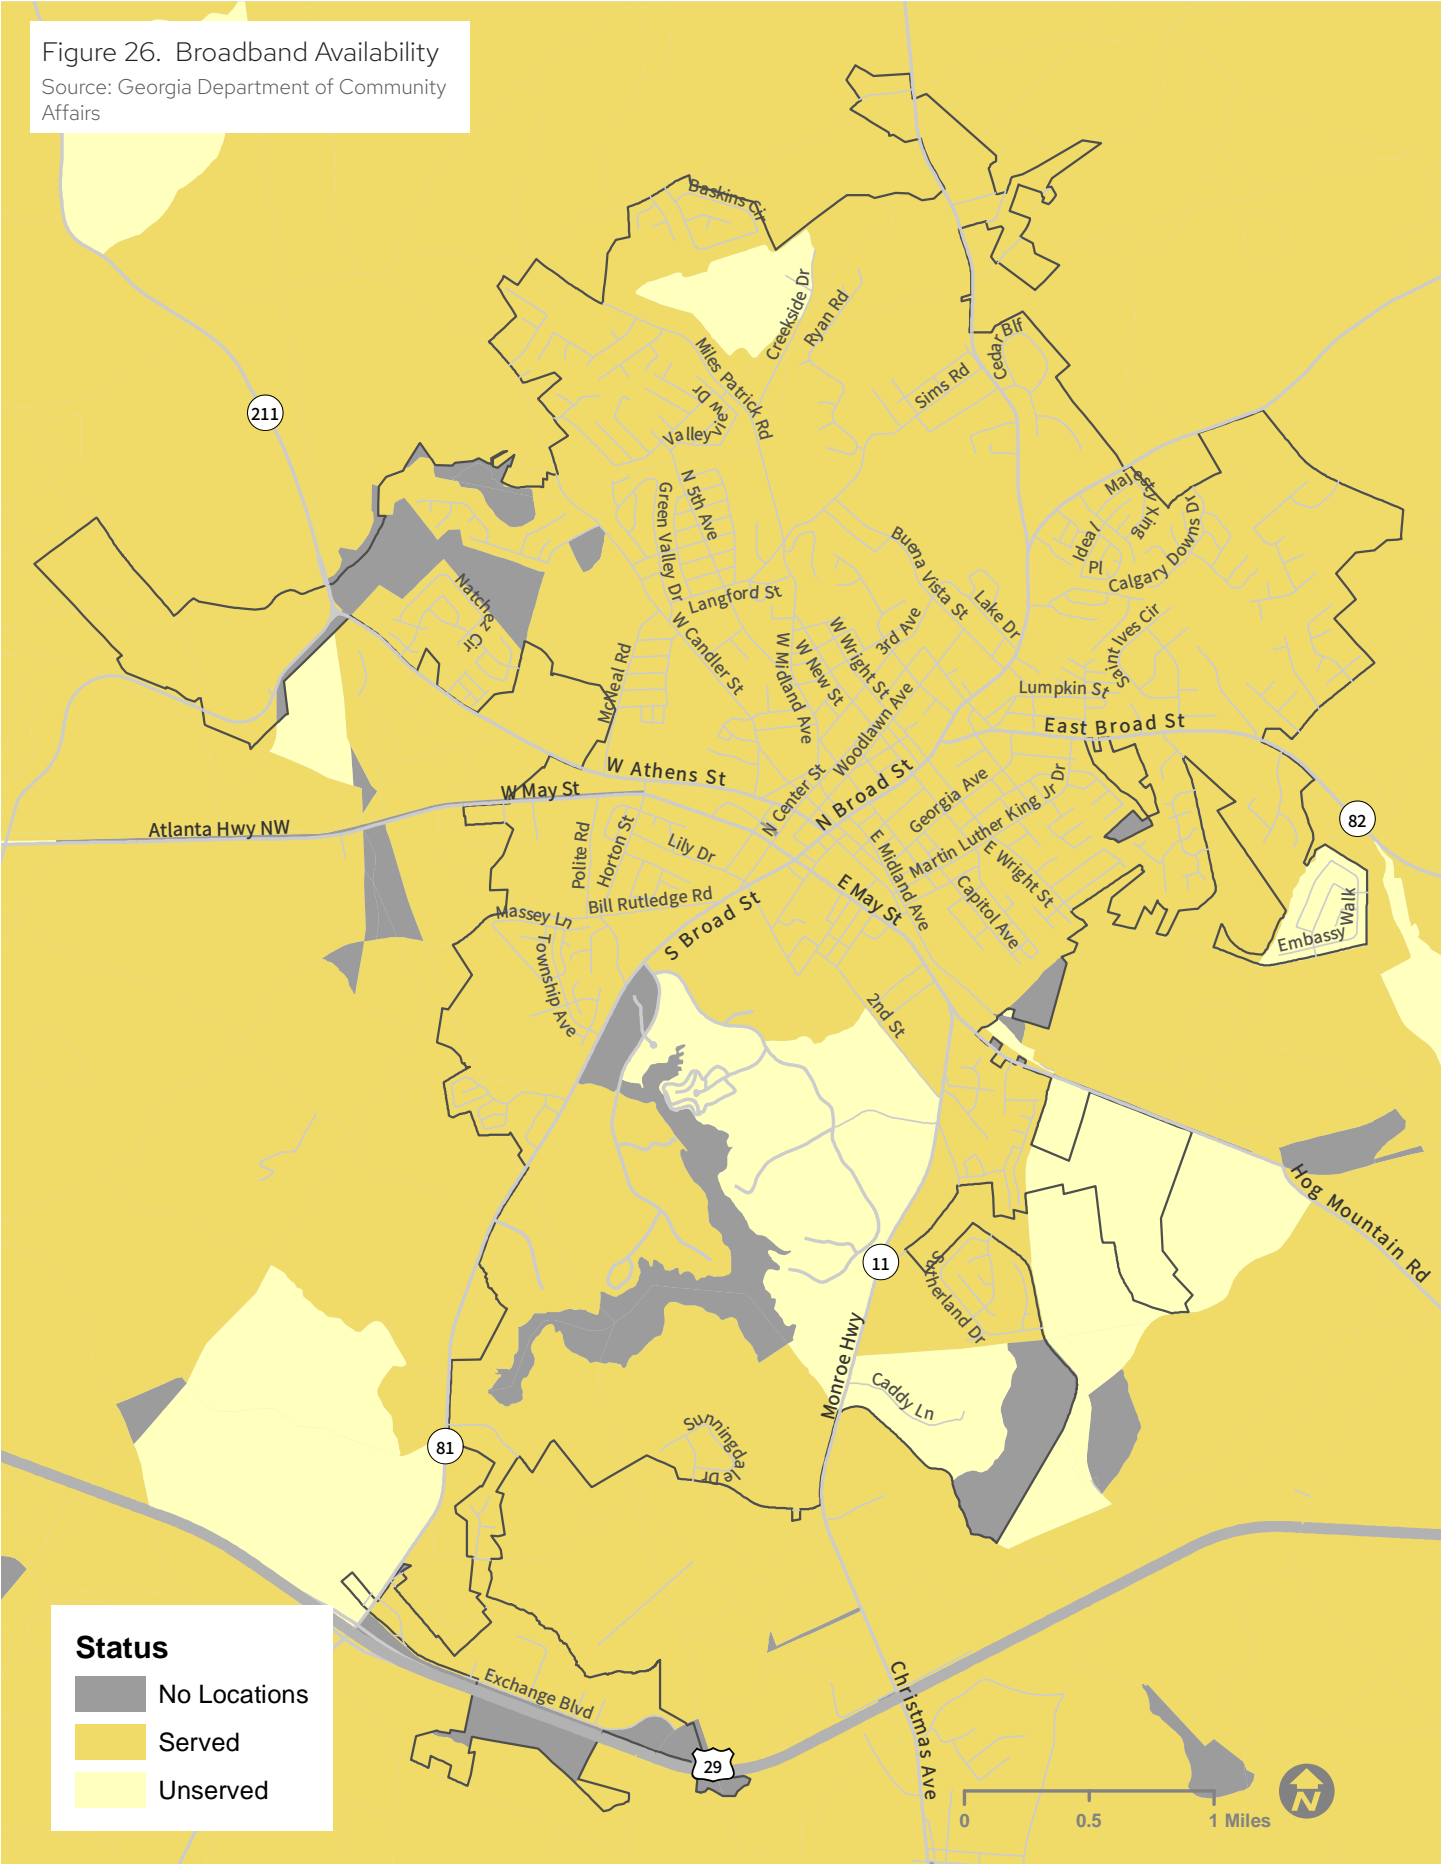 Figure 26.  Broadband Availability
Source: Georgia Department of Community
Affairs
Baskins Cir
Creekside Dr
Ryan Rd
Cedar Blf
Sims Rd
Miles Patrick Rd
Valley View Dr
211
N 5th Ave
Green Valley Dr
Majesty Xing
Ideal Pl
Calgary Downs Dr
Buena Vista St
Lake Dr
Natchez Cir
Langford St
W Candler St
McNeal Rd
W Midland Ave
W New St
W Wright St
3rd Ave
Saint Ives Cir
Lumpkin St
Woodlawn Ave
East Broad St
W Athens St
W May St
N Center St
N Broad St
Georgia Ave
Martin Luther King Jr Dr
82
Atlanta Hwy NW
Polite Rd
Horton St
Lily Dr
E Midland Ave
E Wright St
Capitol Ave
E May St
Bill Rutledge Rd
Massey Ln
S Broad St
Township Ave
Embassy Walk
2nd St
Hog Mountain Rd
11
Sutherland Dr
Monroe Hwy
Caddy Ln
Sunningdale Dr
81
Exchange Blvd
Christmas Ave
29
Status
No Locations
Served
Unserved
0 0.5 1 Miles
N